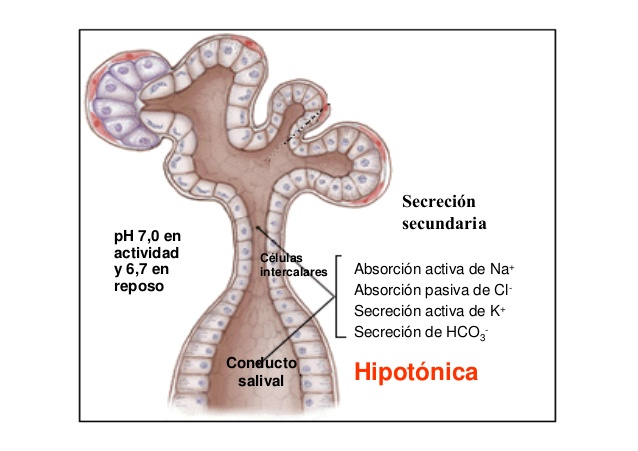 Secreción
secundaria
pH 7,0 en
actividad
y 6,7 en
reposo
Células
intercalares
Absorción activa de Na⁺
Absorción pasiva de Cl⁻
Secreción activa de K⁺
Secreción de HCO₃⁻
Conducto
salival
Hipotónica